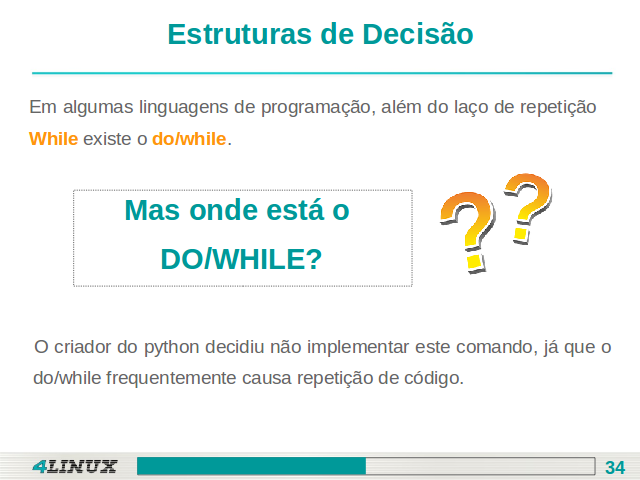 Estruturas de Decisão
Em algumas linguagens de programação, além do laço de repetição
While existe o do/while.
Mas onde está o
DO/WHILE?
??
O criador do python decidiu não implementar este comando, já que o
do/while frequentemente causa repetição de código.
4LINUX
34